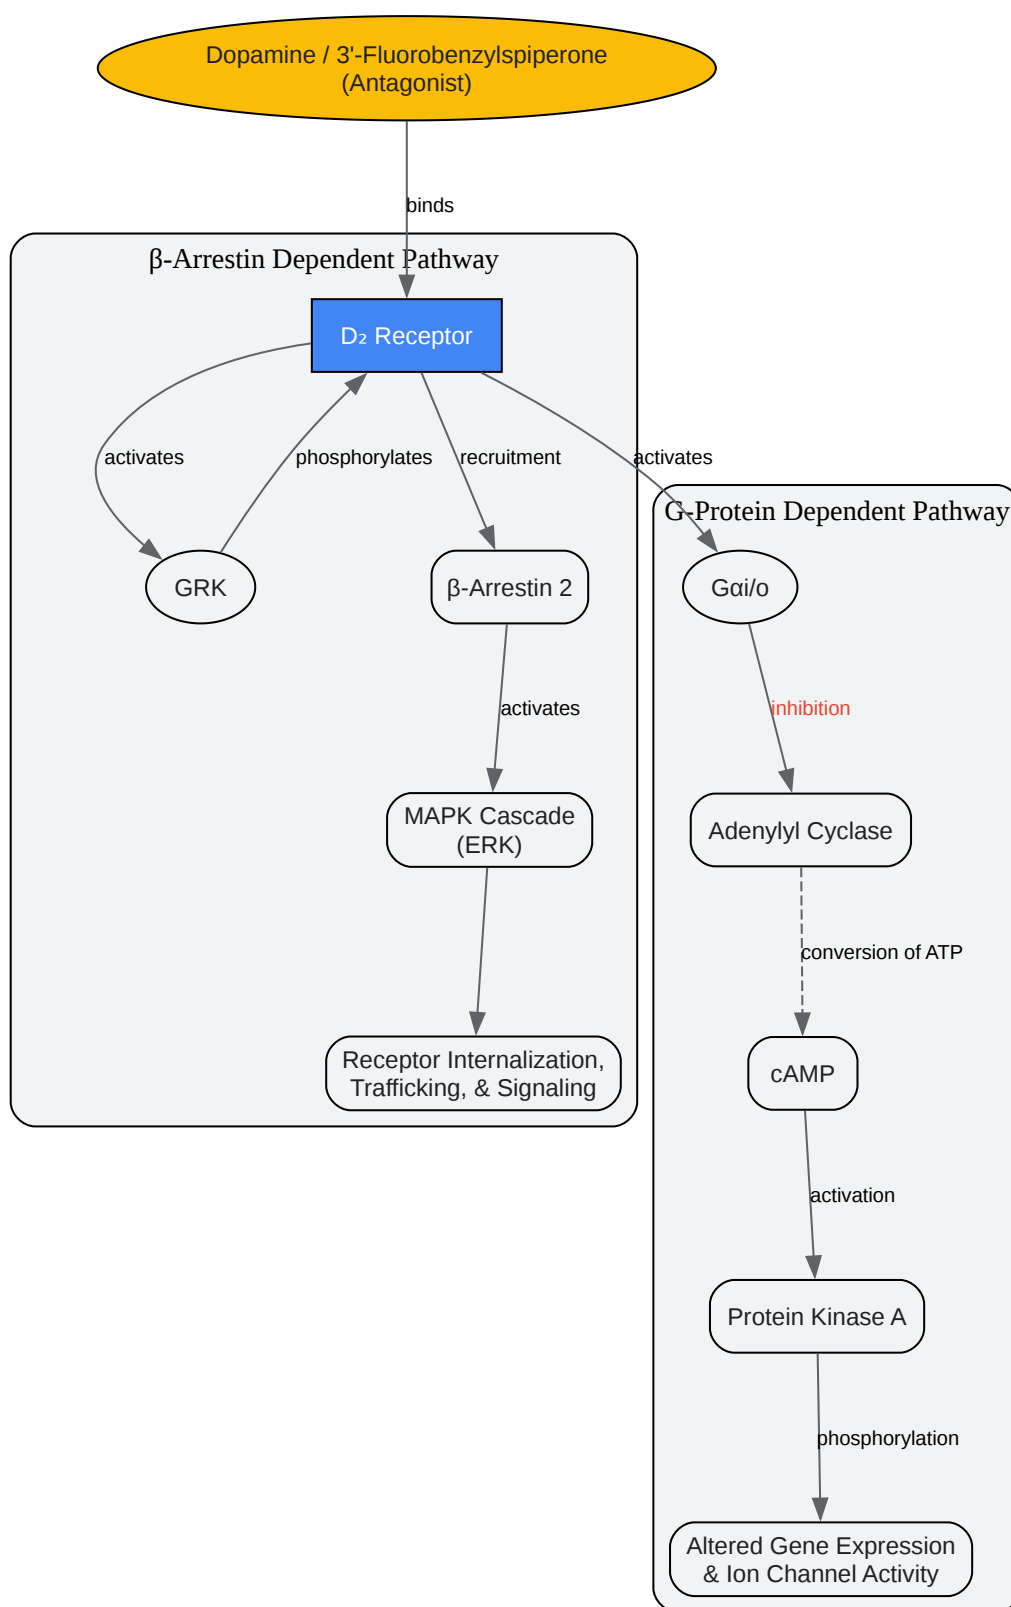 Dopamine / 3'-Fluorobenzylspiperone
(Antagonist)
binds
β-Arrestin Dependent Pathway
D₂ Receptor
activates
phosphorylates
recruitment
activates
G-Protein Dependent Pathway
GRK
β-Arrestin 2
Gαi/o
activates
inhibition
MAPK Cascade
(ERK)
Adenylyl Cyclase
conversion of ATP
Receptor Internalization,
Trafficking, & Signaling
cAMP
activation
Protein Kinase A
phosphorylation
Altered Gene Expression
& Ion Channel Activity